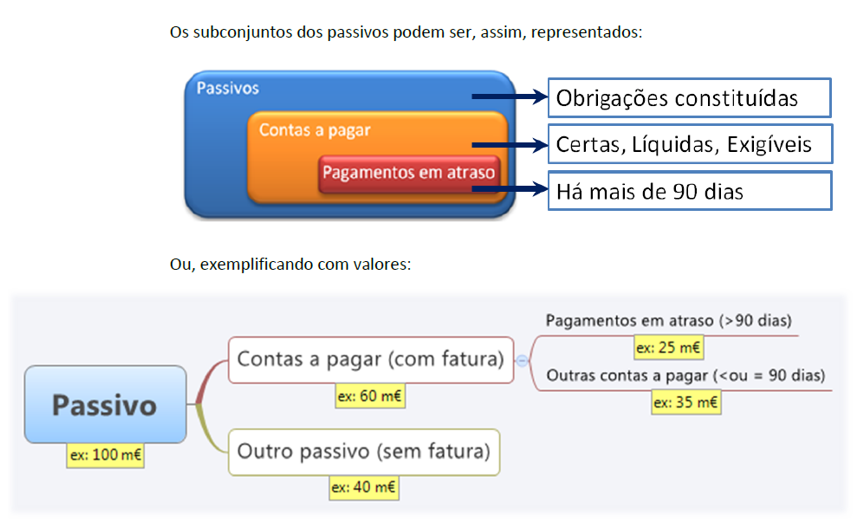 Os subconjuntos dos passivos podem ser, assim, representados:
Passivos
Obrigações constituídas
Contas a pagar
Certas, Líquidas, Exigíveis
Pagamentos em atraso
Há mais de 90 dias
Ou, exemplificando com valores:
Passivo
ex: 100 m€
Contas a pagar (com fatura)
ex: 60 m€
Pagamentos em atraso (>90 dias)
ex: 25 m€
Outras contas a pagar (<ou = 90 dias)
ex: 35 m€
Outro passivo (sem fatura)
ex: 40 m€